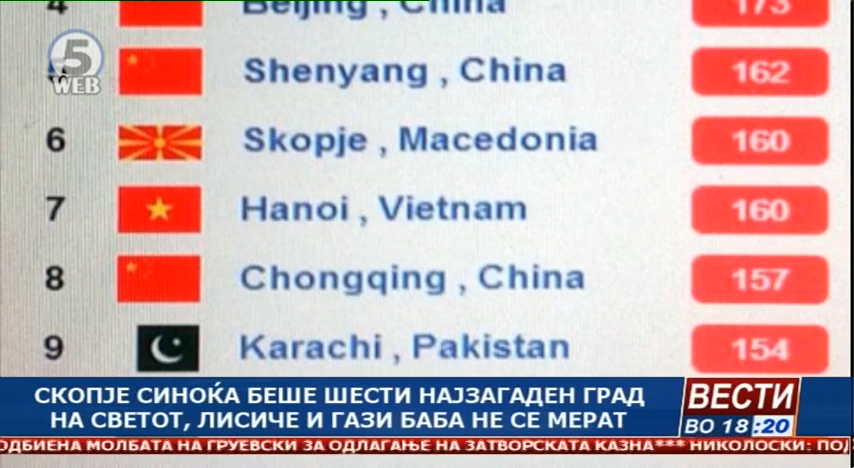 4 Beijing , China 173
5 WEB
Shenyang , China 162
6 Skopje , Macedonia 160
7 Hanoi , Vietnam 160
8 Chongqing , China 157
9 Karachi , Pakistan 154
СКОПЈЕ СИНОЌА БЕШЕ ШЕСТИ НАЈЗАГАДЕН ГРАД
НА СВЕТОТ, ЛИСИЧЕ И ГАЗИ БАБА НЕ СЕ МЕРАТ
ВЕСТИ
ВО 18:20
ОДБИЕНА МОЛБАТА НА ГРУЕВСКИ ЗА ОДЛАГАЊЕ НА ЗАТВОРСКАТА КАЗНА*** НИКОЛОСКИ: